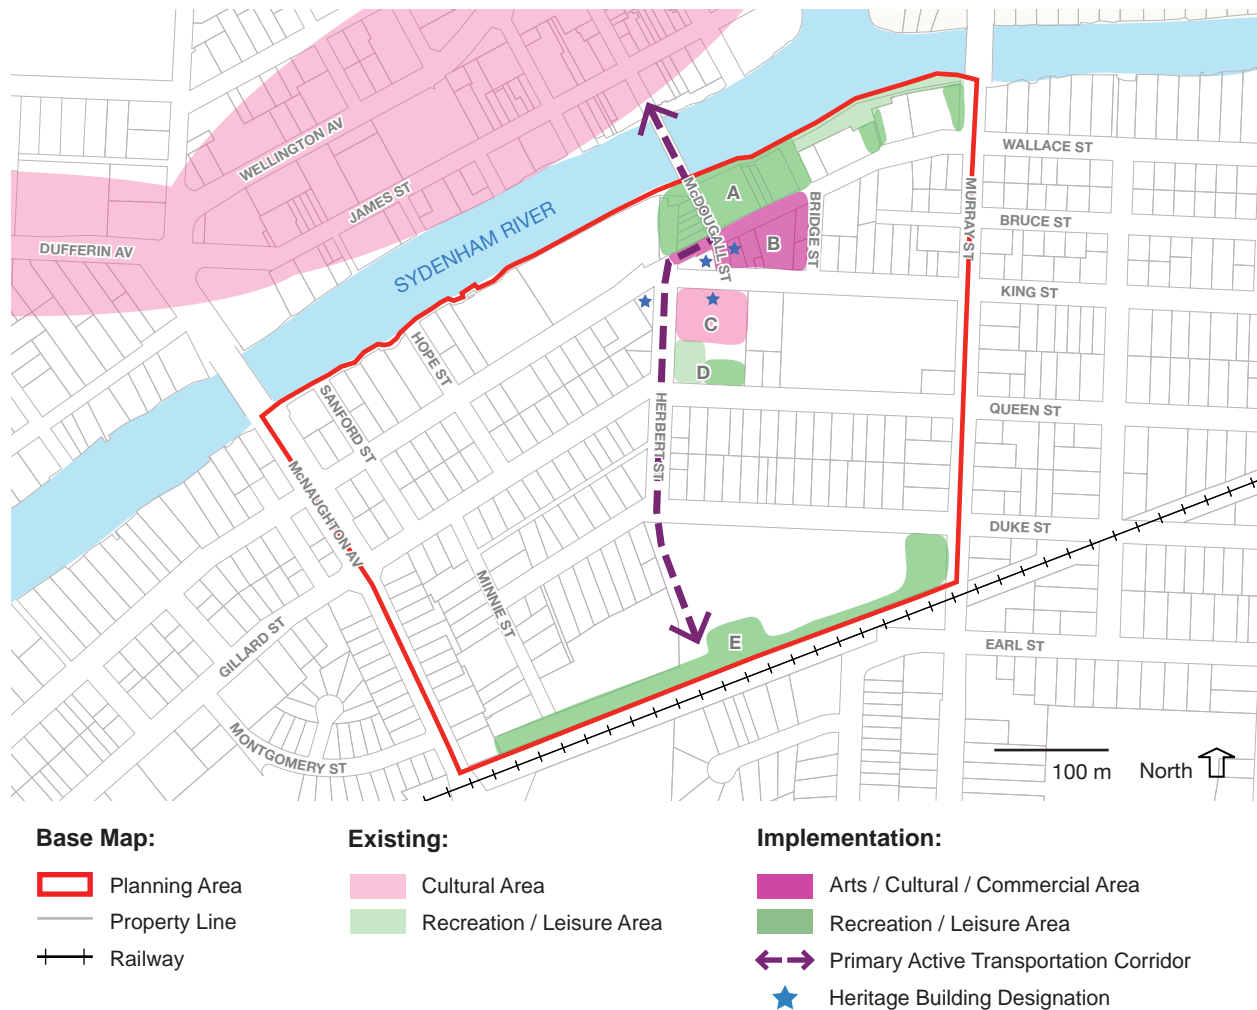 WELLINGTON AV
JAMES ST
DUFFERIN AV
SYDENHAM RIVER
McDOUGALL ST
A
B
BRIDGE ST
MURRAY ST
WALLACE ST
BRUCE ST
KING ST
C
D
HOPE ST
SANFORD ST
HERBERT ST
QUEEN ST
McNAUGHTON AV
MINNIE ST
DUKE ST
GILLARD ST
E
EARL ST
MONTGOMERY ST
100 m
North
Base Map:
Planning Area
Property Line
Railway
Existing:
Cultural Area
Recreation / Leisure Area
Implementation:
Arts / Cultural / Commercial Area
Recreation / Leisure Area
Primary Active Transportation Corridor
Heritage Building Designation